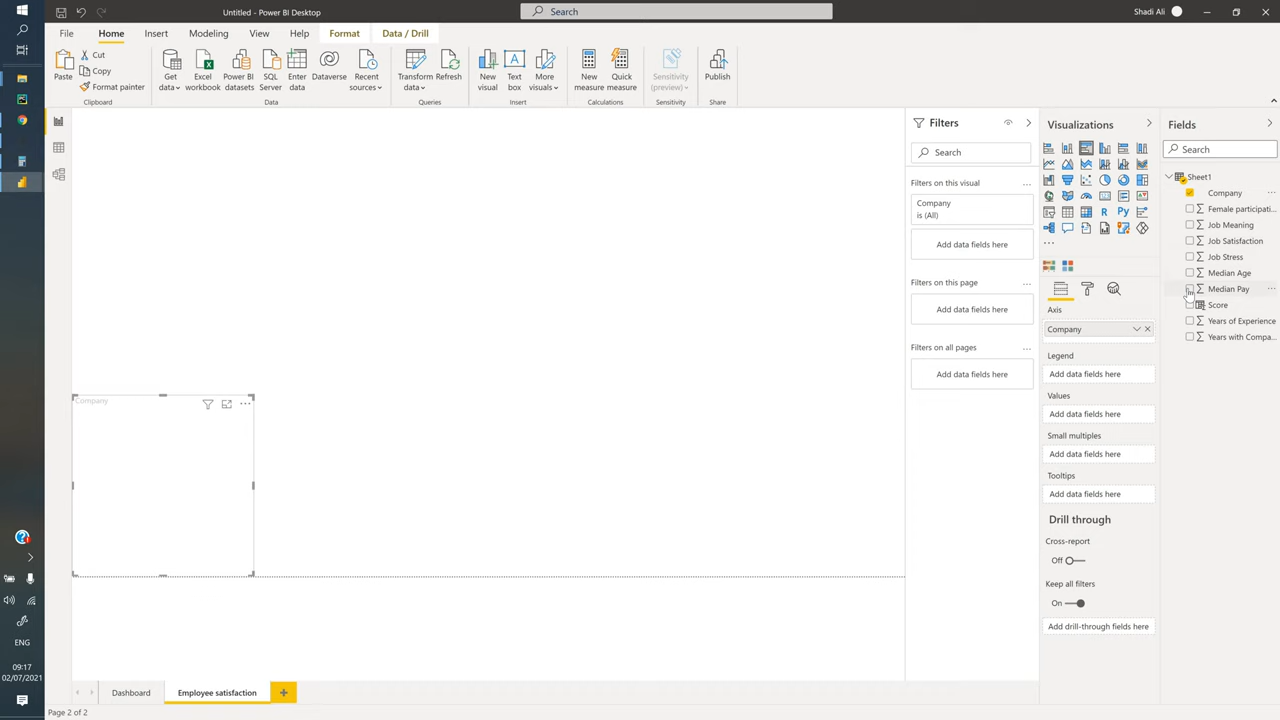 Untitled - Power BI Desktop
Search
Shadi Ali
File
Home
Insert
Modeling
View
Help
Format
Data / Drill
Paste
Cut
Copy
Format painter
Get data
Excel workbook
Power BI datasets
SQL Server
Enter data
Dataverse
Recent sources
Transform data
Refresh
New visual
Text box
More visuals
New measure
Quick measure
Sensitivity (preview)
Publish
Clipboard
Data
Queries
Insert
Calculations
Sensitivity
Share
Filters
Search
Filters on this visual
Company
is (All)
Add data fields here
Filters on this page
Add data fields here
Filters on all pages
Add data fields here
Visualizations
R
Py
Axis
Company
Legend
Add data fields here
Values
Add data fields here
Small multiples
Add data fields here
Tooltips
Add data fields here
Drill through
Cross-report
Off
Keep all filters
On
Add drill-through fields here
Fields
Search
Sheet1
Company
Female participati...
Job Meaning
Job Satisfaction
Job Stress
Median Age
Median Pay
Score
Years of Experience
Years with Compa...
Company
ENG
09:17
02/07/2021
Dashboard
Employee satisfaction
Page 2 of 2